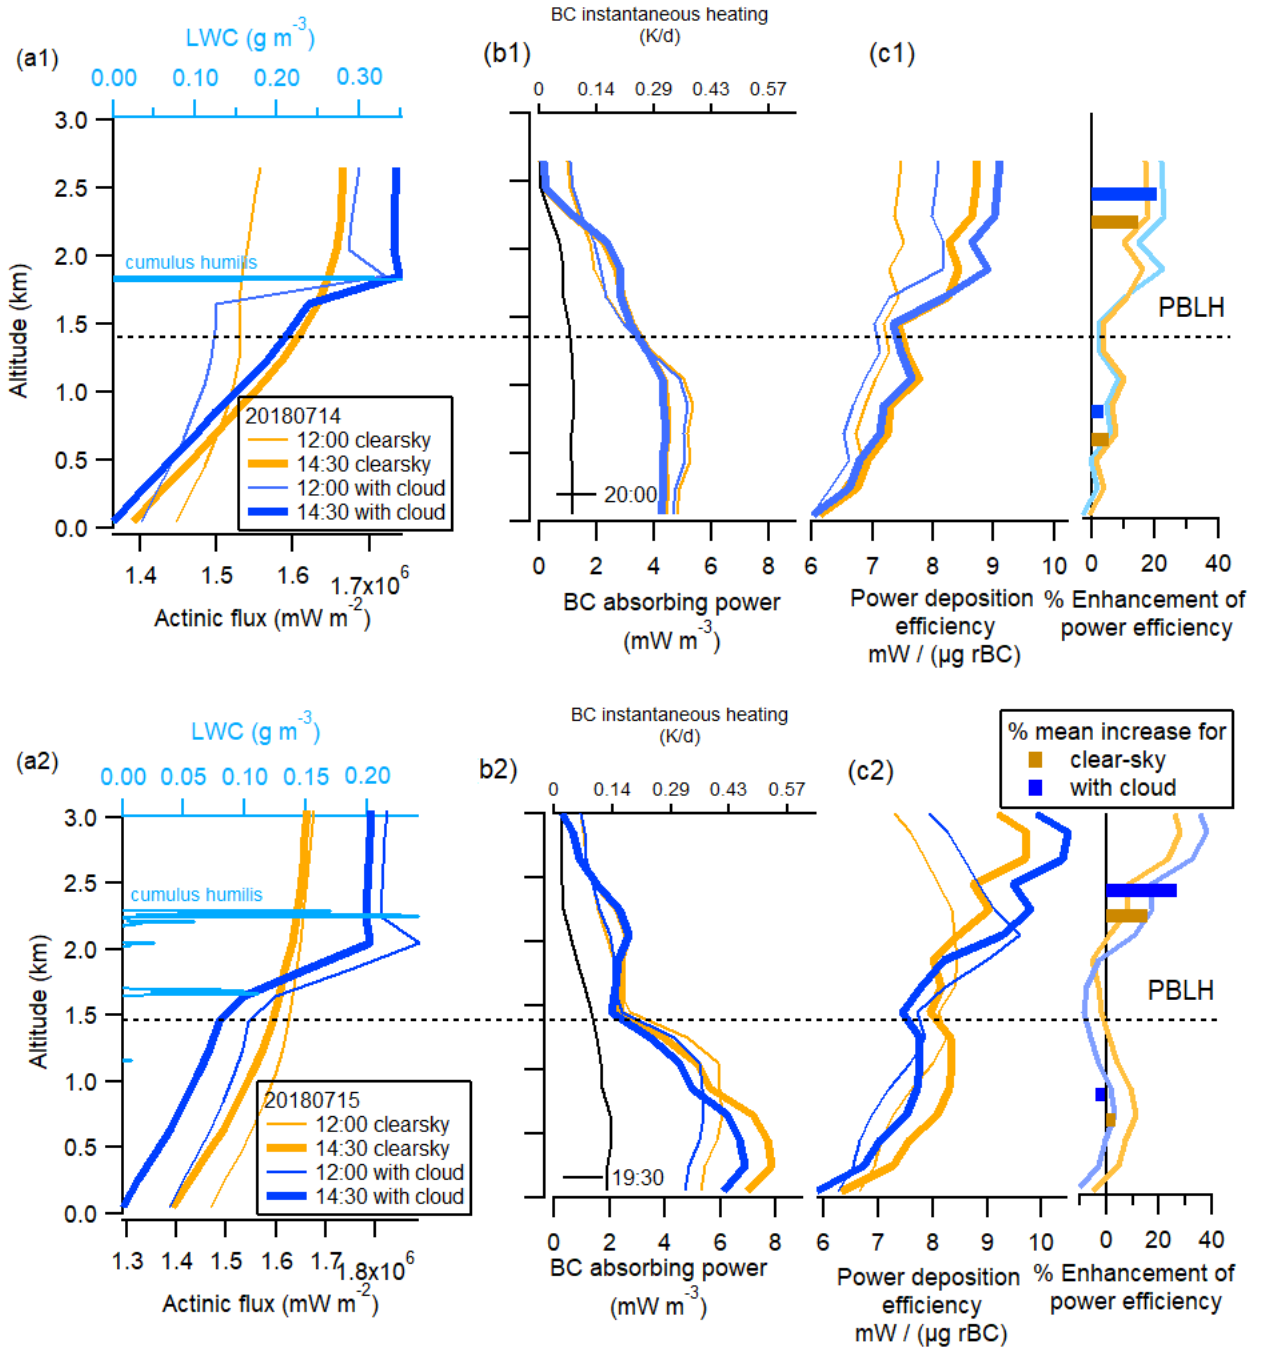 BC instantaneous heating
(K/d)
LWC (g m-3)
(a1)
(b1)
(c1)
0.00 0.10 0.20 0.30
0 0.14 0.29 0.43 0.57
3.0
2.5
2.0
1.5
1.0
0.5
0.0
Altitude (km)
cumulus humilis
PBLH
20180714
12:00 clearsky
14:30 clearsky
12:00 with cloud
14:30 with cloud
20:00
1.4 1.5 1.6 1.7x106
Actinic flux (mW m-2)
0 2 4 6 8
BC absorbing power
(mW m-3)
6 7 8 9 10
Power deposition
efficiency
mW / (µg rBC)
0 20 40
% Enhancement of
power efficiency
BC instantaneous heating
(K/d)
LWC (g m-3)
(a2)
b2)
(c2)
% mean increase for
clear-sky
with cloud
0.00 0.05 0.10 0.15 0.20
0 0.14 0.29 0.43 0.57
3.0
2.5
2.0
1.5
1.0
0.5
0.0
Altitude (km)
cumulus humilis
PBLH
20180715
12:00 clearsky
14:30 clearsky
12:00 with cloud
14:30 with cloud
19:30
1.3 1.4 1.5 1.6 1.7 1.8x106
Actinic flux (mW m-2)
0 2 4 6 8
BC absorbing power
(mW m-3)
6 7 8 9 10
Power deposition
efficiency
mW / (µg rBC)
0 20 40
% Enhancement of
power efficiency